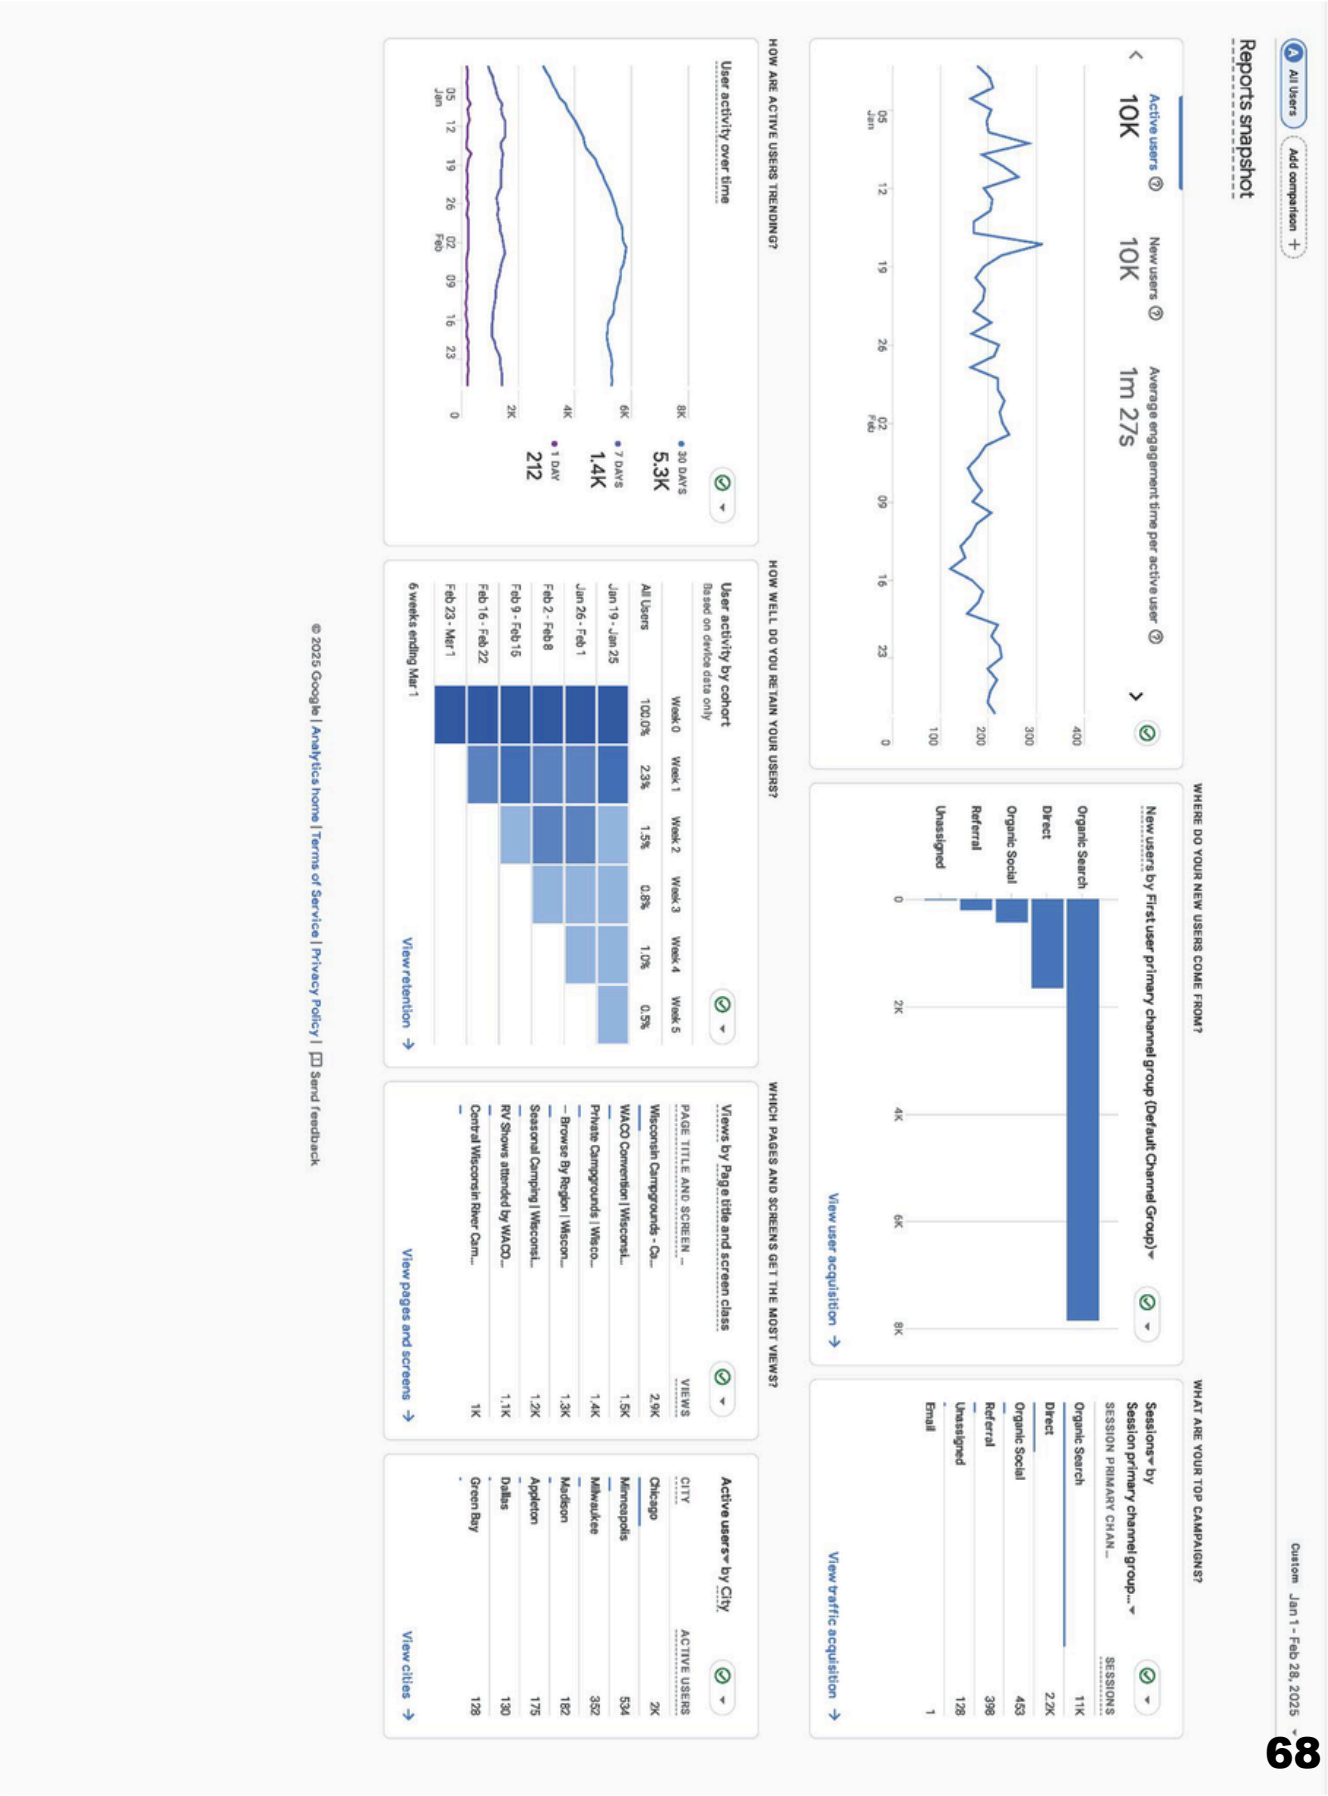 All Users
Add comparison +
Custom Jan 1 - Feb 28, 2025
Reports snapshot
Active users
10K
New users
10K
Average engagement time per active user
1m 27s
400
300
200
100
0
05
Jan
12
19
26
02
Feb
09
16
23
WHERE DO YOUR NEW USERS COME FROM?
New users by First user primary channel group (Default Channel Group)
Organic Search
Direct
Organic Social
Referral
Unassigned
0
2K
4K
6K
8K
View user acquisition →
WHAT ARE YOUR TOP CAMPAIGNS?
Sessions by
Session primary channel group...
SESSION PRIMARY CHAN...
SESSIONS
Organic Search 11K
Direct 2.2K
Organic Social 453
Referral 398
Unassigned 128
Email 1
View traffic acquisition →
HOW ARE ACTIVE USERS TRENDING?
User activity over time
8K
6K
4K
2K
0
05
Jan
12
19
26
02
Feb
09
16
23
30 DAYS
5.3K
7 DAYS
1.4K
1 DAY
212
HOW WELL DO YOU RETAIN YOUR USERS?
User activity by cohort
Based on device data only
Week 0 Week 1 Week 2 Week 3 Week 4 Week 5
All Users 100.0% 2.3% 1.5% 0.8% 1.0% 0.5%
Jan 19 - Jan 25
Jan 26 - Feb 1
Feb 2 - Feb 8
Feb 9 - Feb 15
Feb 16 - Feb 22
Feb 23 - Mar 1
6 weeks ending Mar 1
View retention →
WHICH PAGES AND SCREENS GET THE MOST VIEWS?
Views by Page title and screen class
PAGE TITLE AND SCREEN ... VIEWS
Wisconsin Campgrounds - Ca... 2.9K
WACO Convention | Wisconsi... 1.5K
Private Campgrounds | Wisco... 1.4K
– Browse By Region | Wiscon... 1.3K
Seasonal Camping | Wisconsi... 1.2K
RV Shows attended by WACO... 1.1K
Central Wisconsin River Cam... 1K
View pages and screens →
Active users by City
CITY ACTIVE USERS
Chicago 2K
Minneapolis 534
Milwaukee 352
Madison 182
Appleton 175
Dallas 130
Green Bay 128
View cities →
© 2025 Google | Analytics home | Terms of Service | Privacy Policy | Send feedback
68